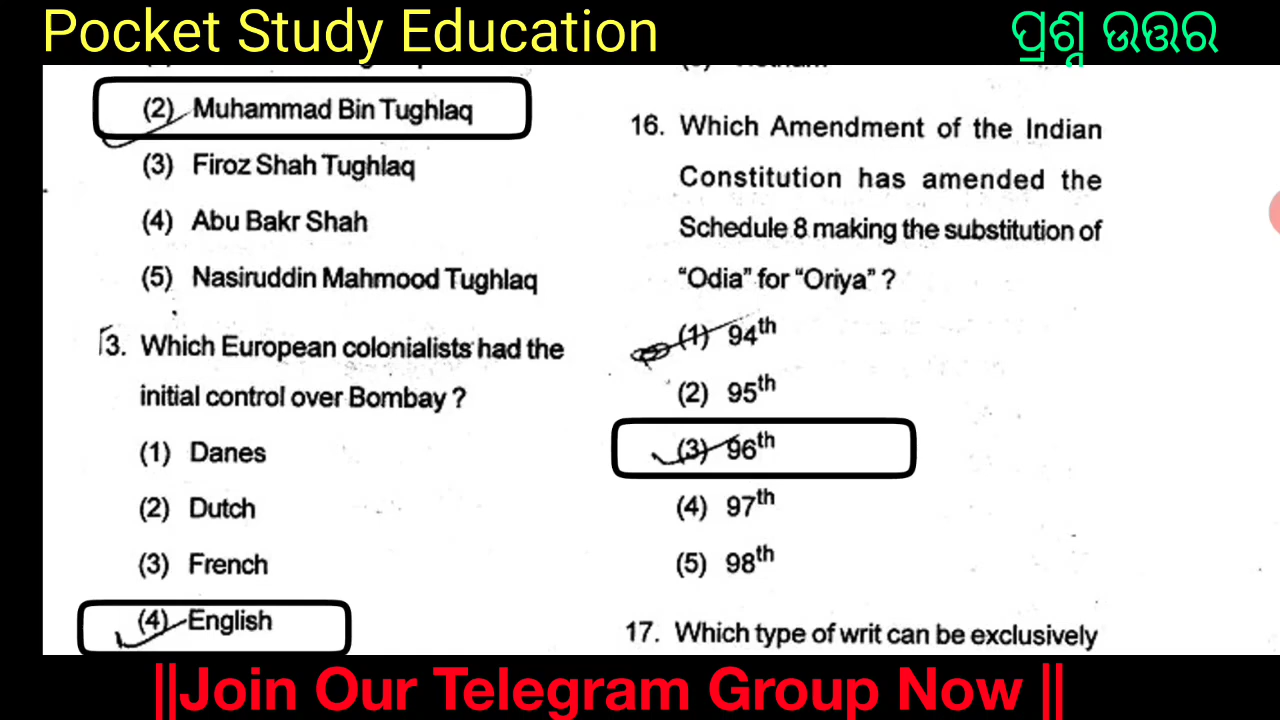 Pocket Study Education
ପ୍ରଶ୍ନ ଉତ୍ତର
(2) Muhammad Bin Tughlaq
(3) Firoz Shah Tughlaq
(4) Abu Bakr Shah
(5) Nasiruddin Mahmood Tughlaq
13. Which European colonialists had the
initial control over Bombay ?
(1) Danes
(2) Dutch
(3) French
(4) English
16. Which Amendment of the Indian
Constitution has amended the
Schedule 8 making the substitution of
“Odia” for “Oriya” ?
(1) 94th
(2) 95th
(3) 96th
(4) 97th
(5) 98th
17. Which type of writ can be exclusively
||Join Our Telegram Group Now ||